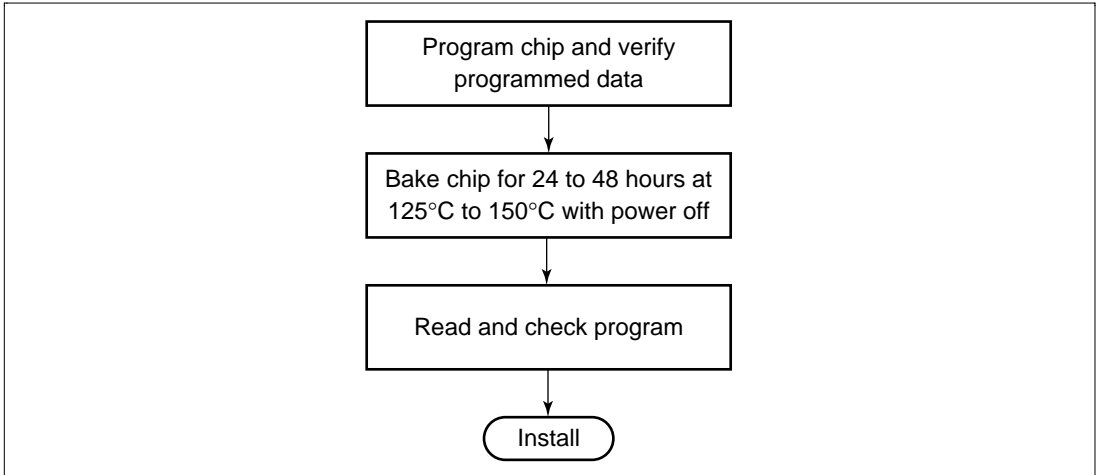 Program chip and verify
programmed data
Bake chip for 24 to 48 hours at
125°C to 150°C with power off
Read and check program
Install